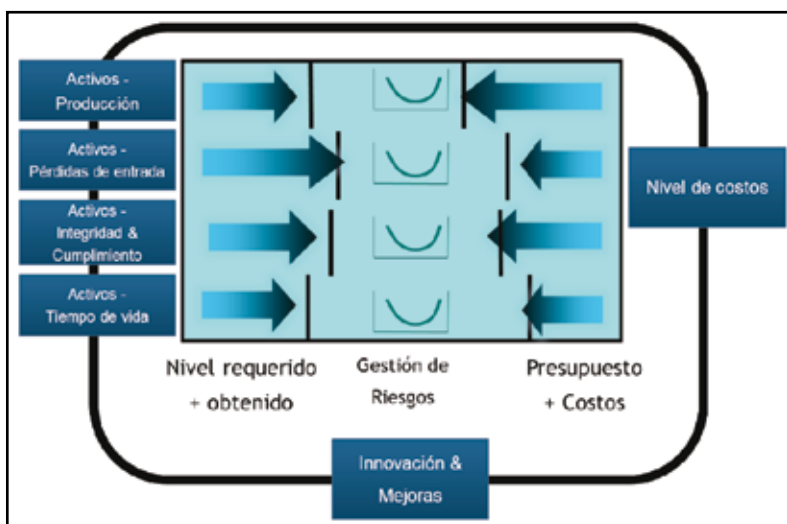 Activos -
Producción
Activos -
Pérdidas de entrada
Activos -
Integridad &
Cumplimiento
Activos -
Tiempo de vida
Nivel de costos
Nivel requerido
+ obtenido
Gestión de
Riesgos
Presupuesto
+ Costos
Innovación &
Mejoras